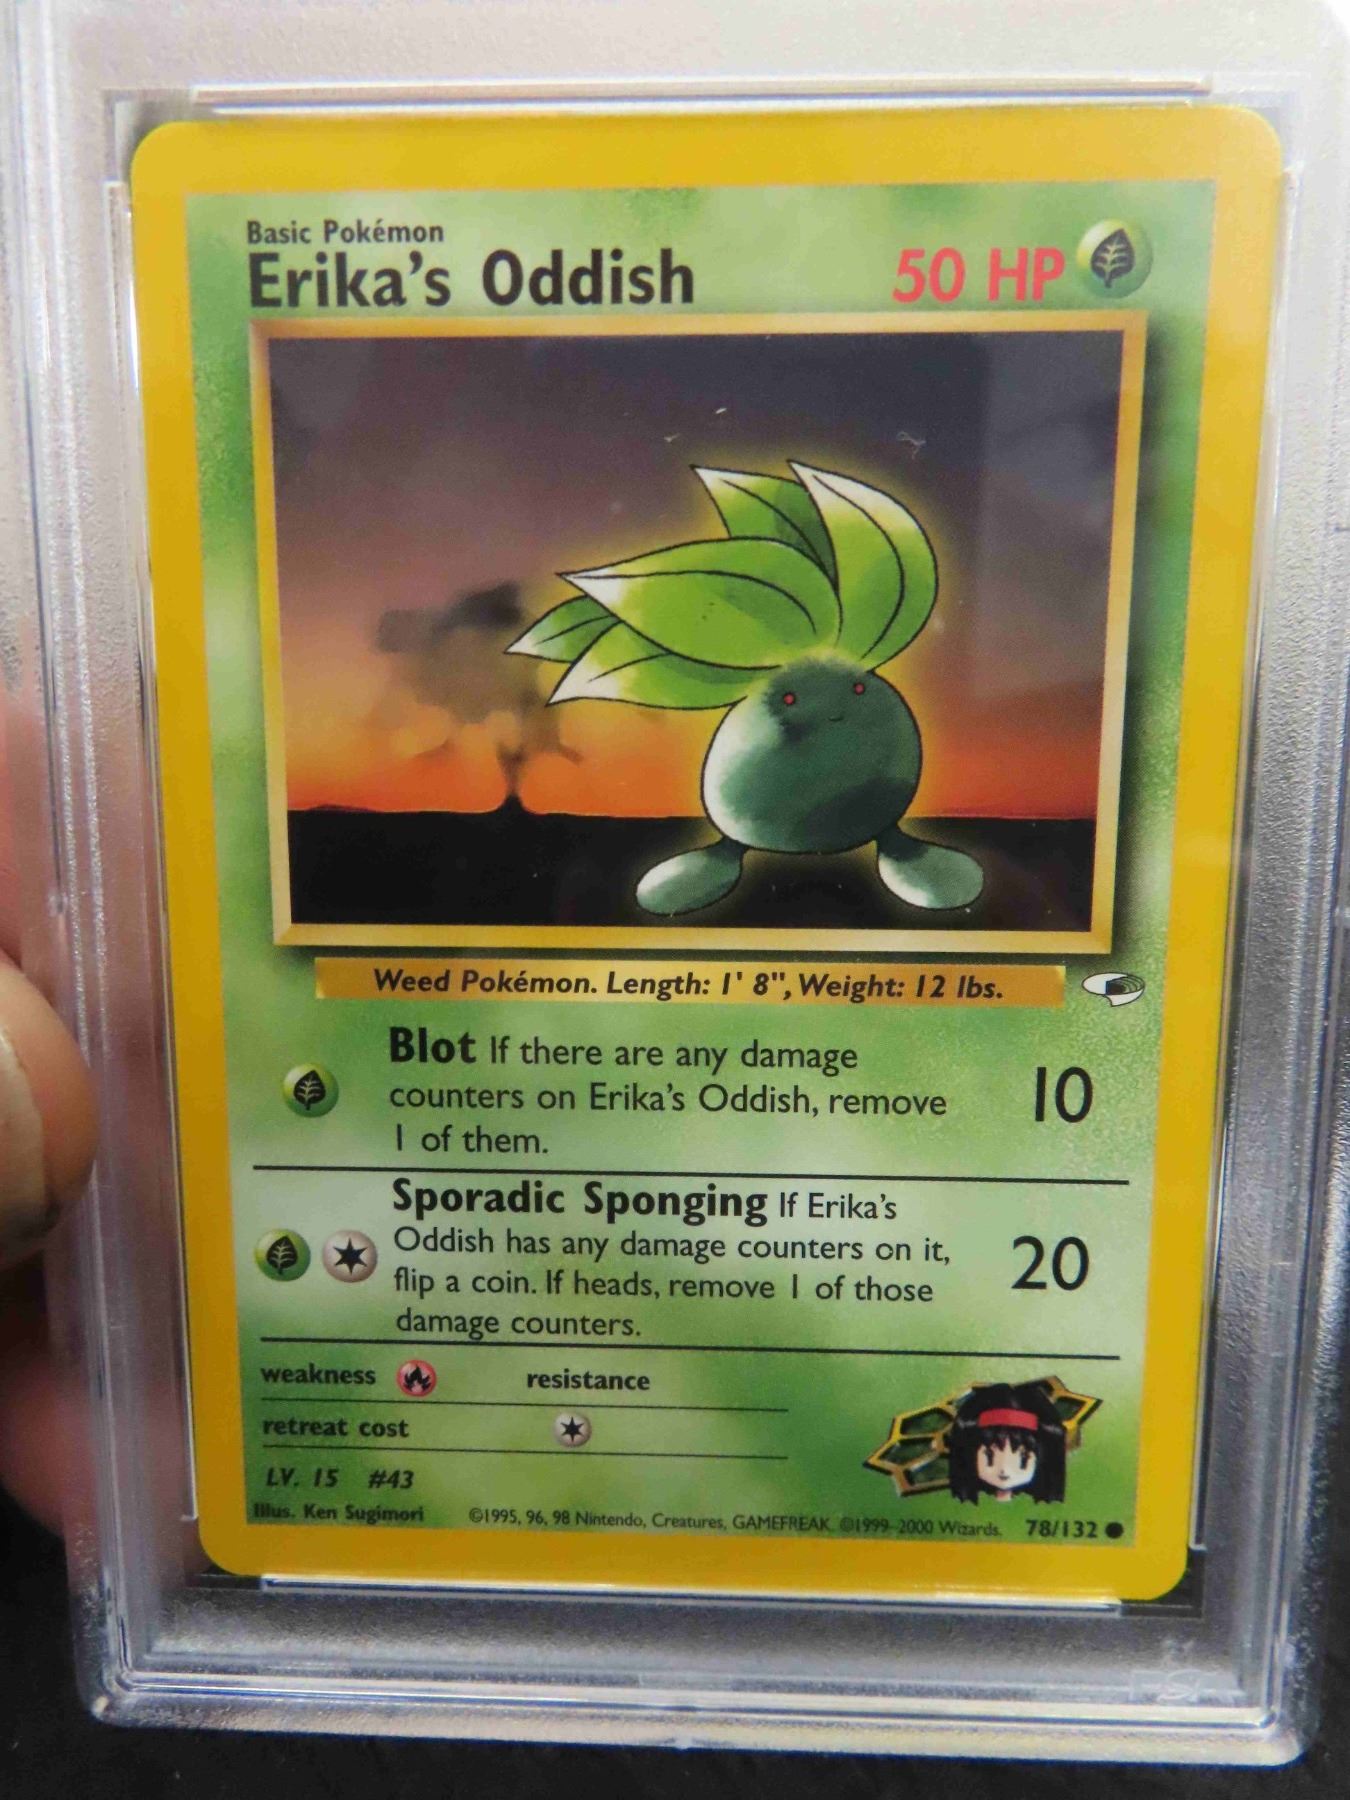 Basic Pokémon
Erika's Oddish
50 HP
Weed Pokémon. Length: 1' 8", Weight: 12 lbs.
Blot If there are any damage
counters on Erika's Oddish, remove
1 of them.
10
Sporadic Sponging If Erika's
Oddish has any damage counters on it,
flip a coin. If heads, remove 1 of those
damage counters.
20
weakness
resistance
retreat cost
LV. 15 #43
Illus. Ken Sugimori
©1995, 96, 98 Nintendo, Creatures, GAMEFREAK. ©1999-2000 Wizards.
78/132